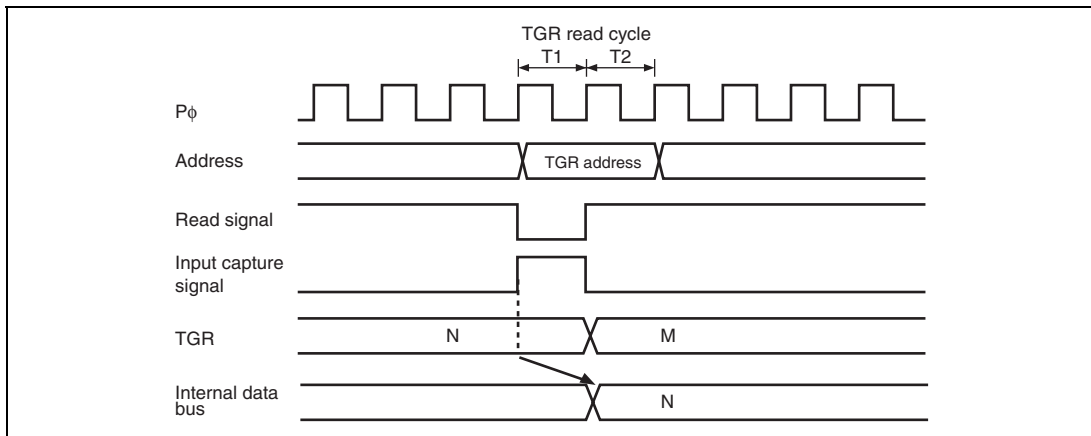 TGR read cycle
T1 T2
Pϕ
Address
TGR address
Read signal
Input capture
signal
TGR
N M
Internal data
bus
N